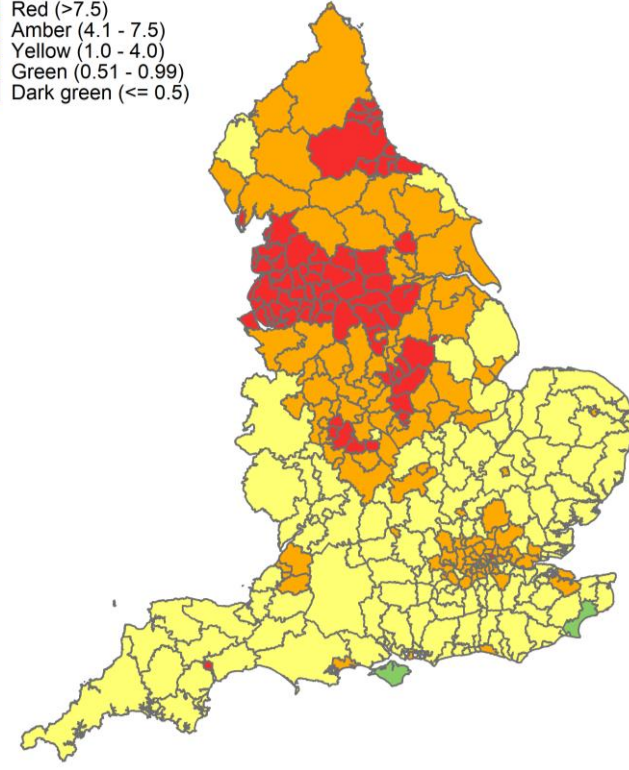 Red (>7.5)
Amber (4.1 - 7.5)
Yellow (1.0 - 4.0)
Green (0.51 - 0.99)
Dark green (<= 0.5)